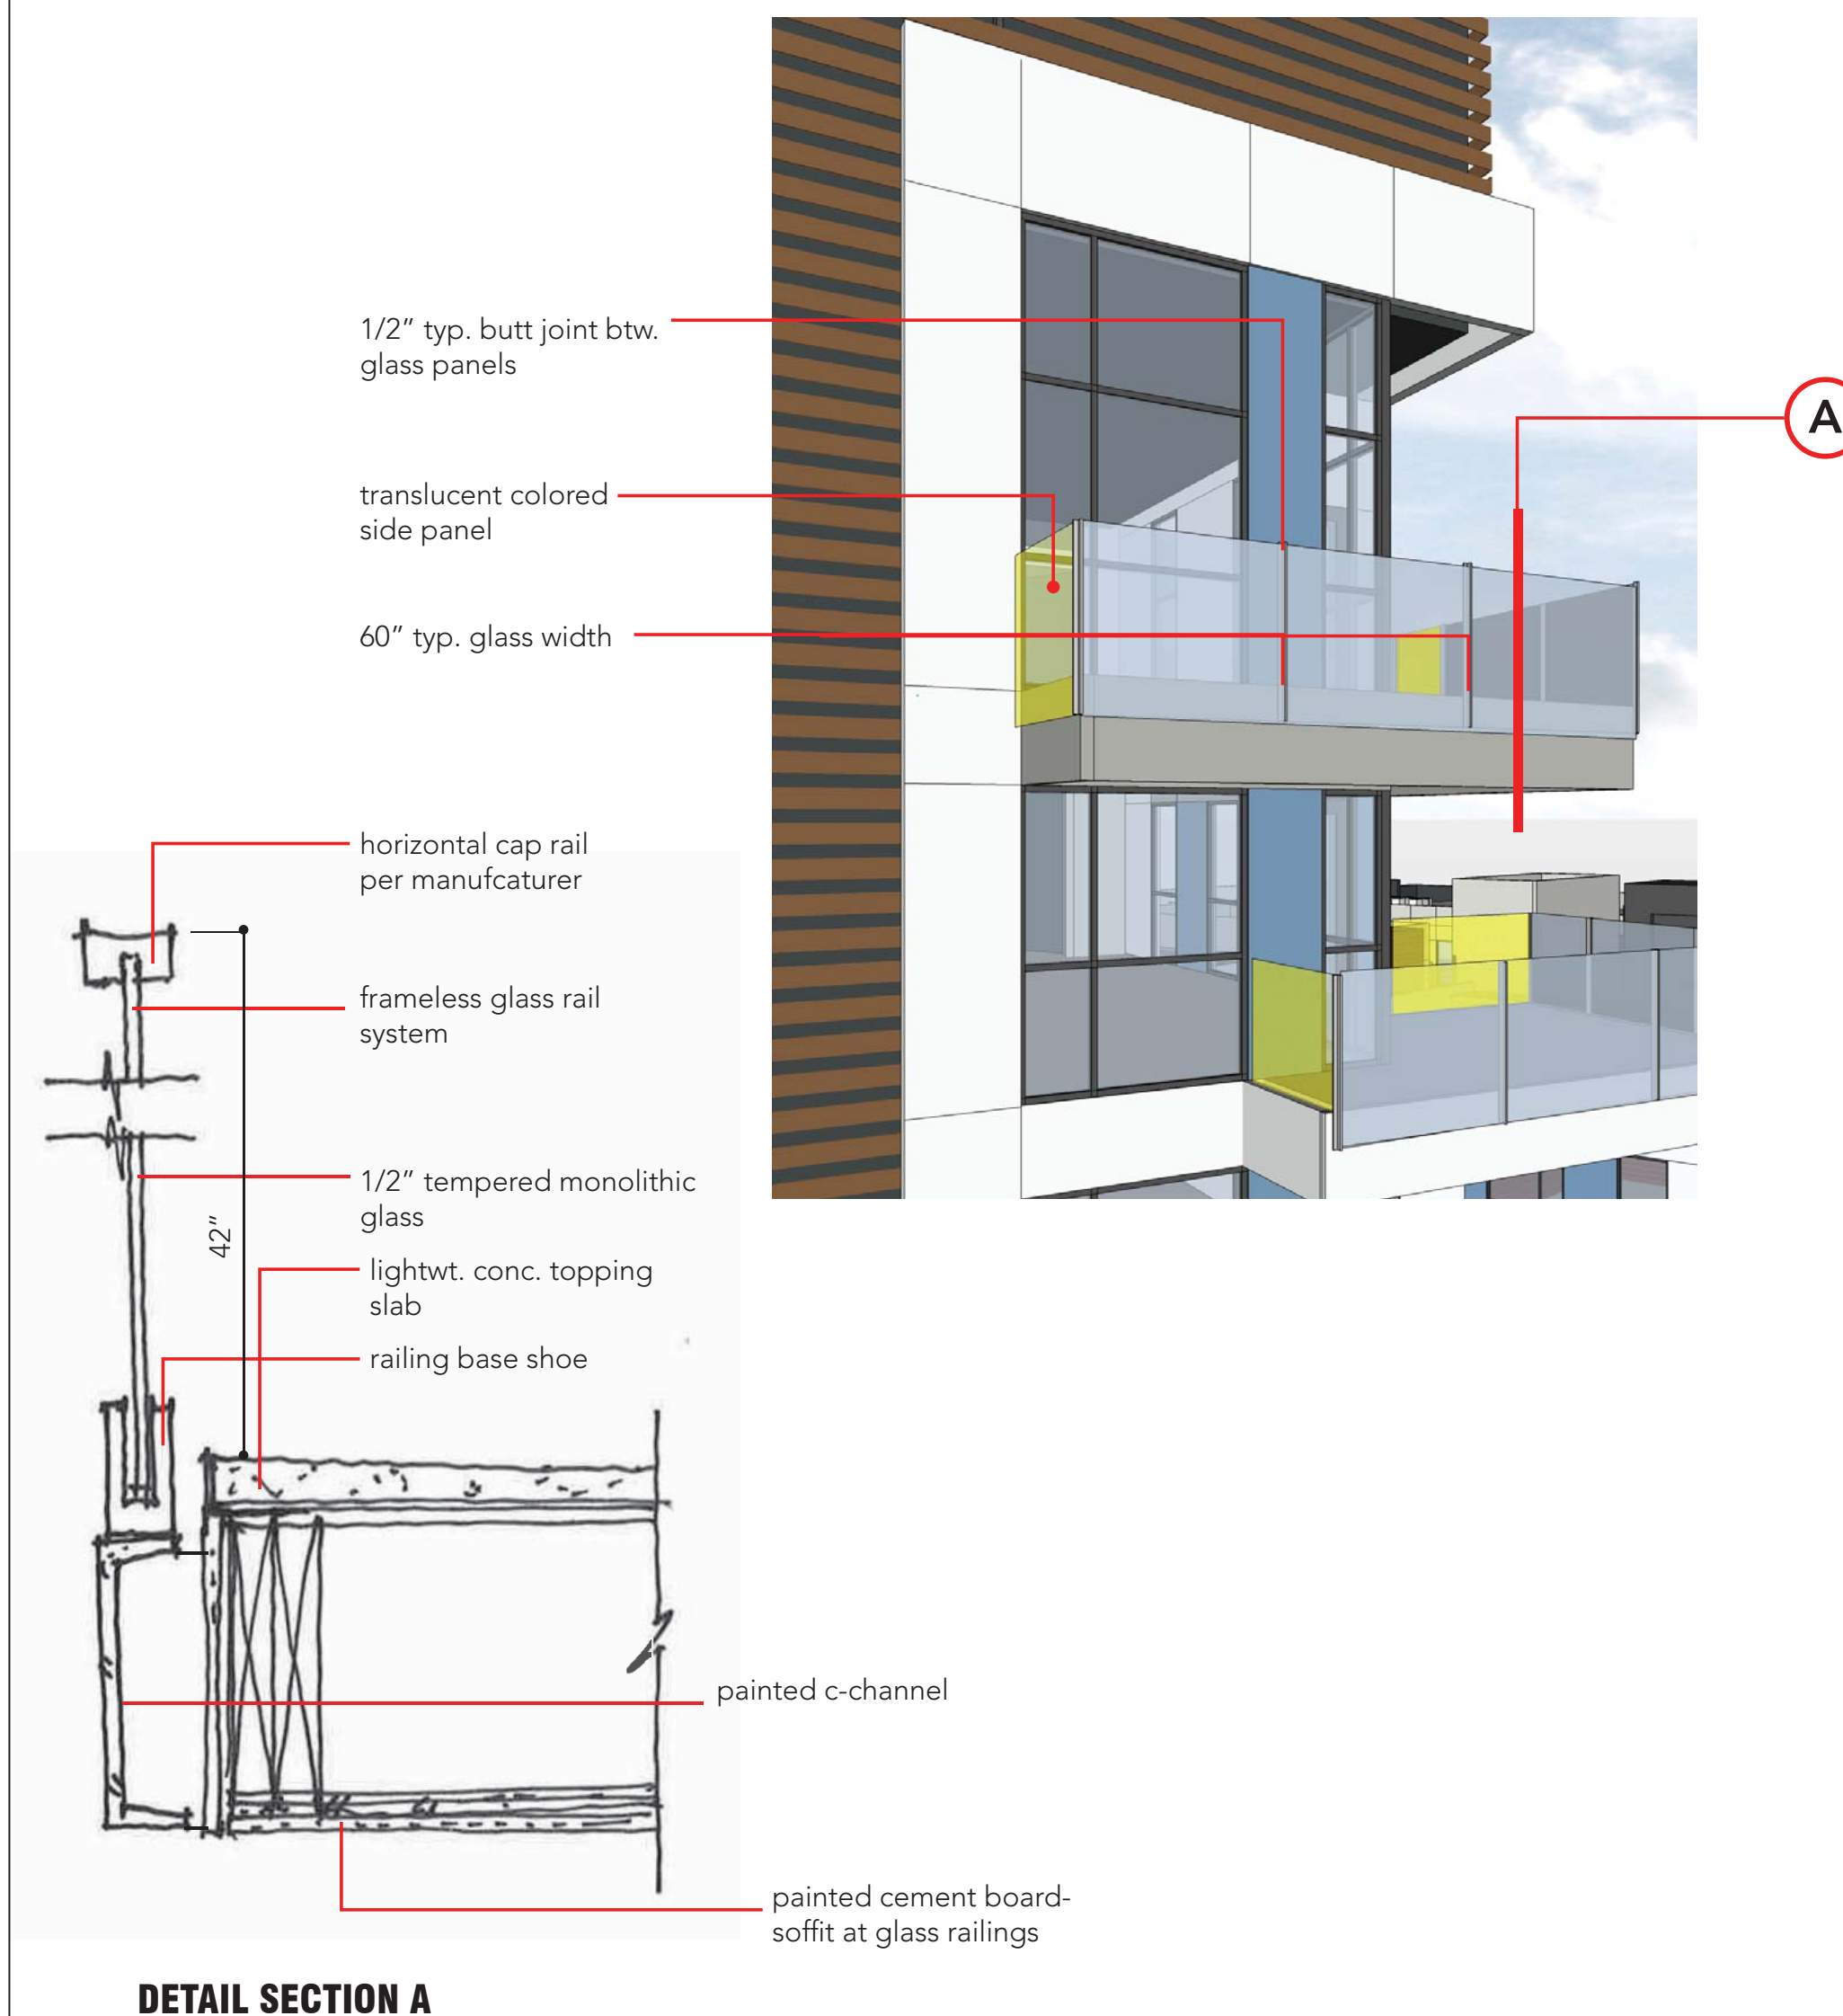 1/2” typ. butt joint btw.
glass panels
A
translucent colored
side panel
60” typ. glass width
horizontal cap rail
per manufcaturer
frameless glass rail
system
1/2” tempered monolithic
glass
42”
lightwt. conc. topping
slab
railing base shoe
painted c-channel
painted cement board-
soffit at glass railings
DETAIL SECTION A